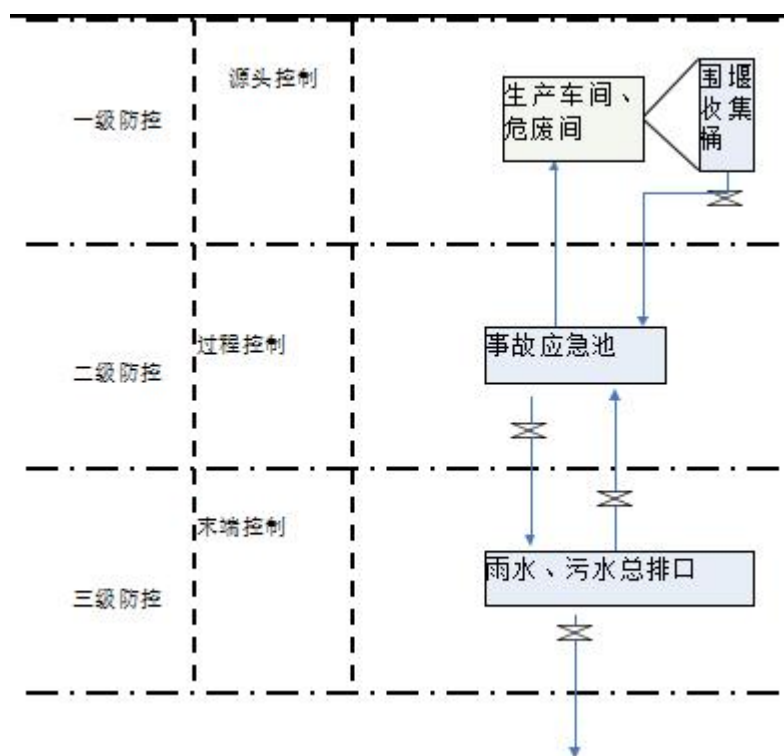 源头控制
一级防控
生产车间、
危废间
围堰
收集
桶
过程控制
二级防控
事故应急池
末端控制
三级防控
雨水、污水总排口